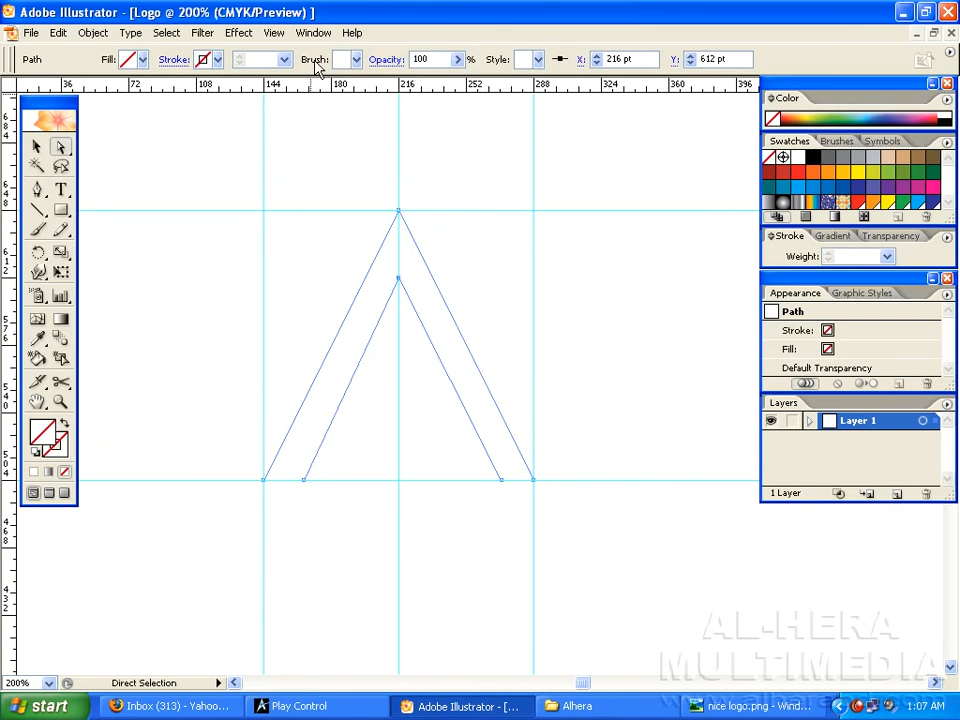 Adobe Illustrator - [Logo @ 200% (CMYK/Preview) ]
File Edit Object Type Select Filter Effect View Window Help
Path Fill: Stroke: Brush: Opacity: 100 % Style: X: 216 pt Y: 612 pt
36 72 108 144 180 216 252 288 324 360 396
Color
Swatches Brushes Symbols
Stroke Gradient Transparency
Weight:
Appearance Graphic Styles
Path
Stroke:
Fill:
Default Transparency
Layers
Layer 1
1 Layer
AL-HERA
MULTIMEDIA
200% Direct Selection
start Inbox (313) - Yahoo... Play Control Adobe Illustrator - [... Alhera nice logo.png - Wind... 1:07 AM